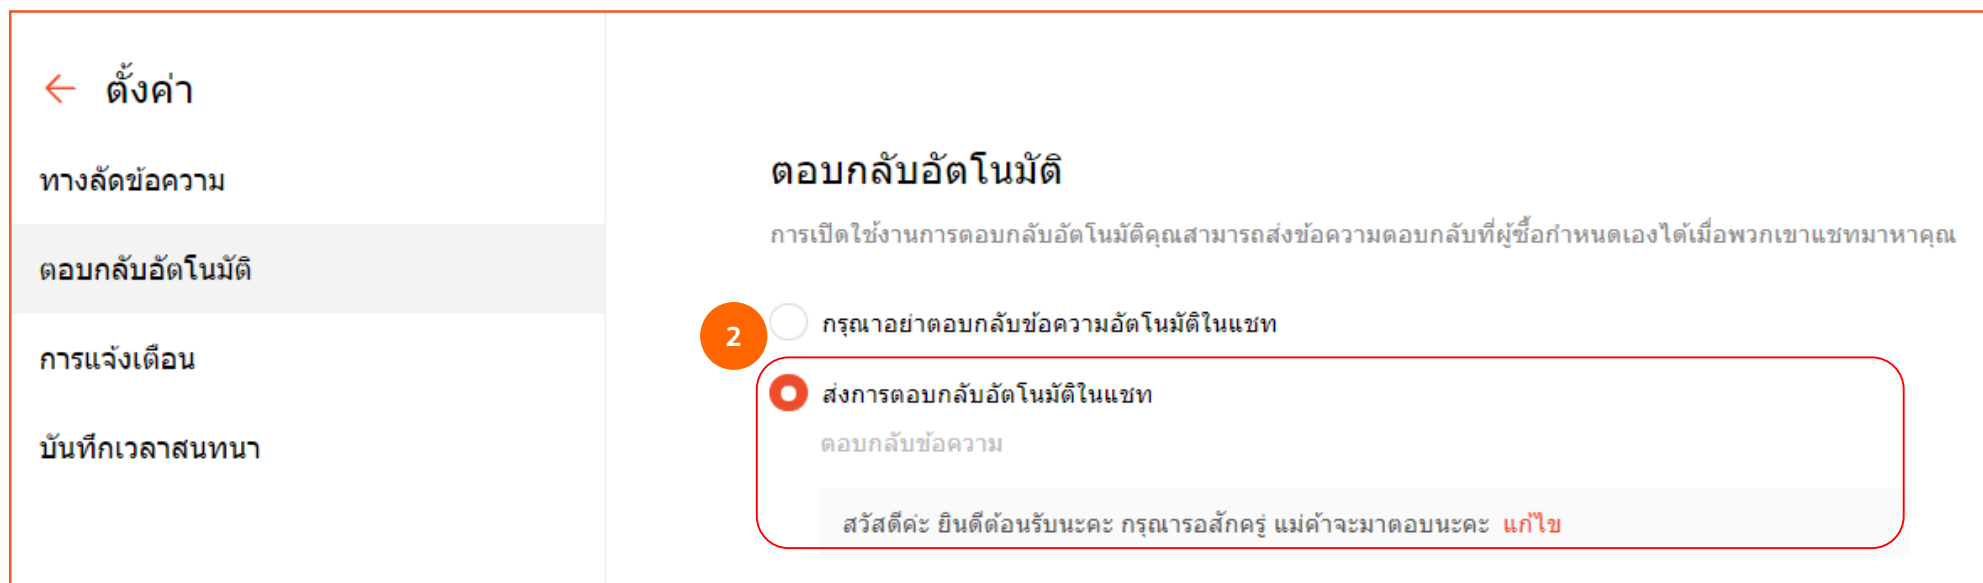 ตั้งค่า
ทางลัดข้อความ
ตอบกลับอัตโนมัติ
การแจ้งเตือน
บันทึกเวลาสนทนา
ตอบกลับอัตโนมัติ
การเปิดใช้งานการตอบกลับอัตโนมัติคุณสามารถส่งข้อความตอบกลับที่ผู้ซื้อกำหนดเองได้เมื่อพวกเขาแชทมาหาคุณ
2
กรุณาอย่าตอบกลับข้อความอัตโนมัติในแชท
ส่งการตอบกลับอัตโนมัติในแชท
ตอบกลับข้อความ
สวัสดีค่ะ ยินดีต้อนรับนะคะ กรุณารอสักครู่ แม่ค้าจะมาตอบนะคะ แก้ไข